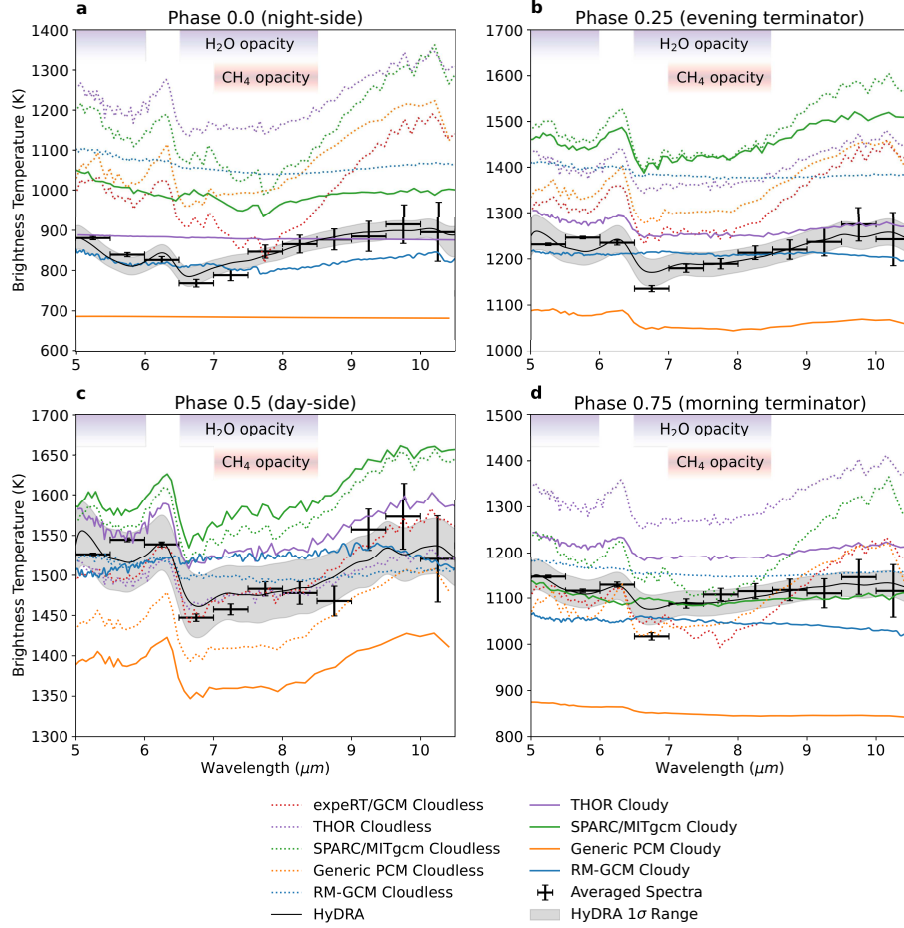 a
Phase 0.0 (night-side)
1400
1300
1200
1100
1000
900
800
700
600
Brightness Temperature (K)
H₂O opacity
CH₄ opacity
5 6 7 8 9 10
b
Phase 0.25 (evening terminator)
1700
1600
1500
1400
1300
1200
1100
1000
H₂O opacity
CH₄ opacity
5 6 7 8 9 10
c
Phase 0.5 (day-side)
1700
1650
1600
1550
1500
1450
1400
1350
1300
Brightness Temperature (K)
H₂O opacity
CH₄ opacity
5 6 7 8 9 10
Wavelength (μm)
d
Phase 0.75 (morning terminator)
1500
1400
1300
1200
1100
1000
900
800
H₂O opacity
CH₄ opacity
5 6 7 8 9 10
Wavelength (μm)
expeRT/GCM Cloudless
THOR Cloudless
SPARC/MITgcm Cloudless
Generic PCM Cloudless
RM-GCM Cloudless
HyDRA
THOR Cloudy
SPARC/MITgcm Cloudy
Generic PCM Cloudy
RM-GCM Cloudy
Averaged Spectra
HyDRA 1σ Range